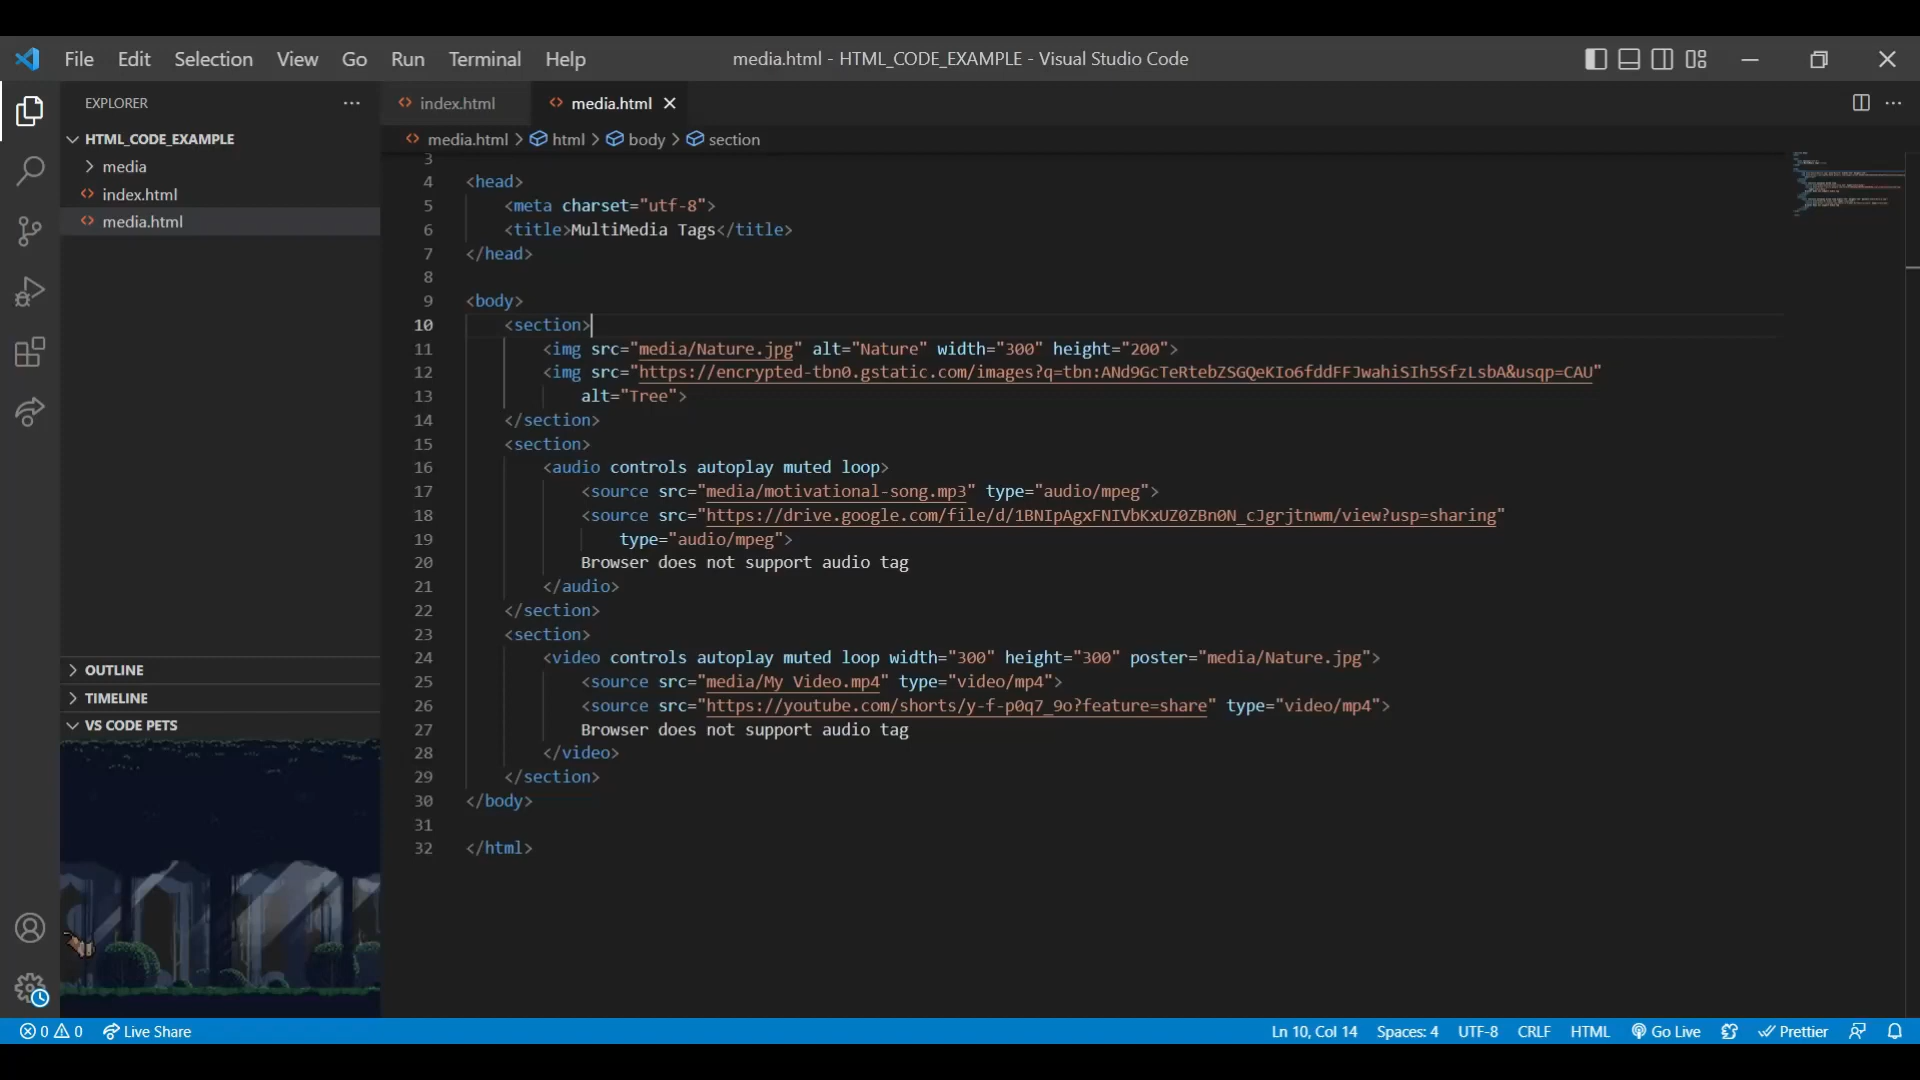 File Edit Selection View Go Run Terminal Help media.html - HTML_CODE_EXAMPLE - Visual Studio Code
EXPLORER
HTML_CODE_EXAMPLE
media
index.html
media.html
OUTLINE
TIMELINE
VS CODE PETS
index.html media.html
media.html > html > body > section
3
4 <head>
5 <meta charset="utf-8">
6 <title>MultiMedia Tags</title>
7 </head>
8
9 <body>
10 <section>
11 <img src="media/Nature.jpg" alt="Nature" width="300" height="200">
12 <img src="https://encrypted-tbn0.gstatic.com/images?q=tbn:ANd9GcTeRtebZSGQeKIo6fddFFJwahiSIh5SfzLsbA&usqp=CAU"
13 alt="Tree">
14 </section>
15 <section>
16 <audio controls autoplay muted loop>
17 <source src="media/motivational-song.mp3" type="audio/mpeg">
18 <source src="https://drive.google.com/file/d/1BNIpAgxFNIVbKxUZ0ZBn0N_cJgrjtnwm/view?usp=sharing"
19 type="audio/mpeg">
20 Browser does not support audio tag
21 </audio>
22 </section>
23 <section>
24 <video controls autoplay muted loop width="300" height="300" poster="media/Nature.jpg">
25 <source src="media/My Video.mp4" type="video/mp4">
26 <source src="https://youtube.com/shorts/y-f-p0q7_9o?feature=share" type="video/mp4">
27 Browser does not support audio tag
28 </video>
29 </section>
30 </body>
31
32 </html>
0 0 Live Share Ln 10, Col 14 Spaces: 4 UTF-8 CRLF HTML Go Live Prettier